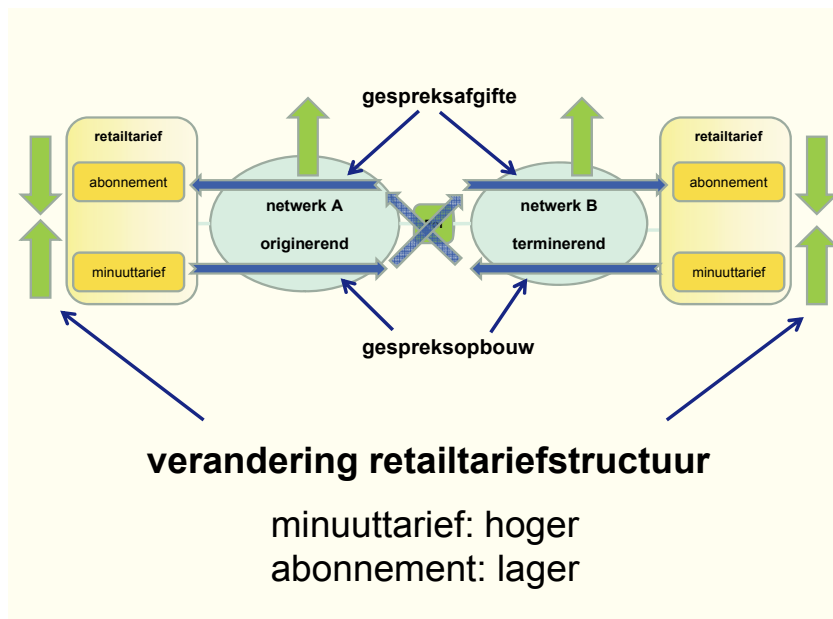 gespreksafgifte
retailtarief
abonnement
minuuttarief
netwerk A
originerend
netwerk B
terminerend
retailtarief
abonnement
minuuttarief
gespreksopbouw
verandering retailtariefstructuur
minuuttarief: hoger
abonnement: lager